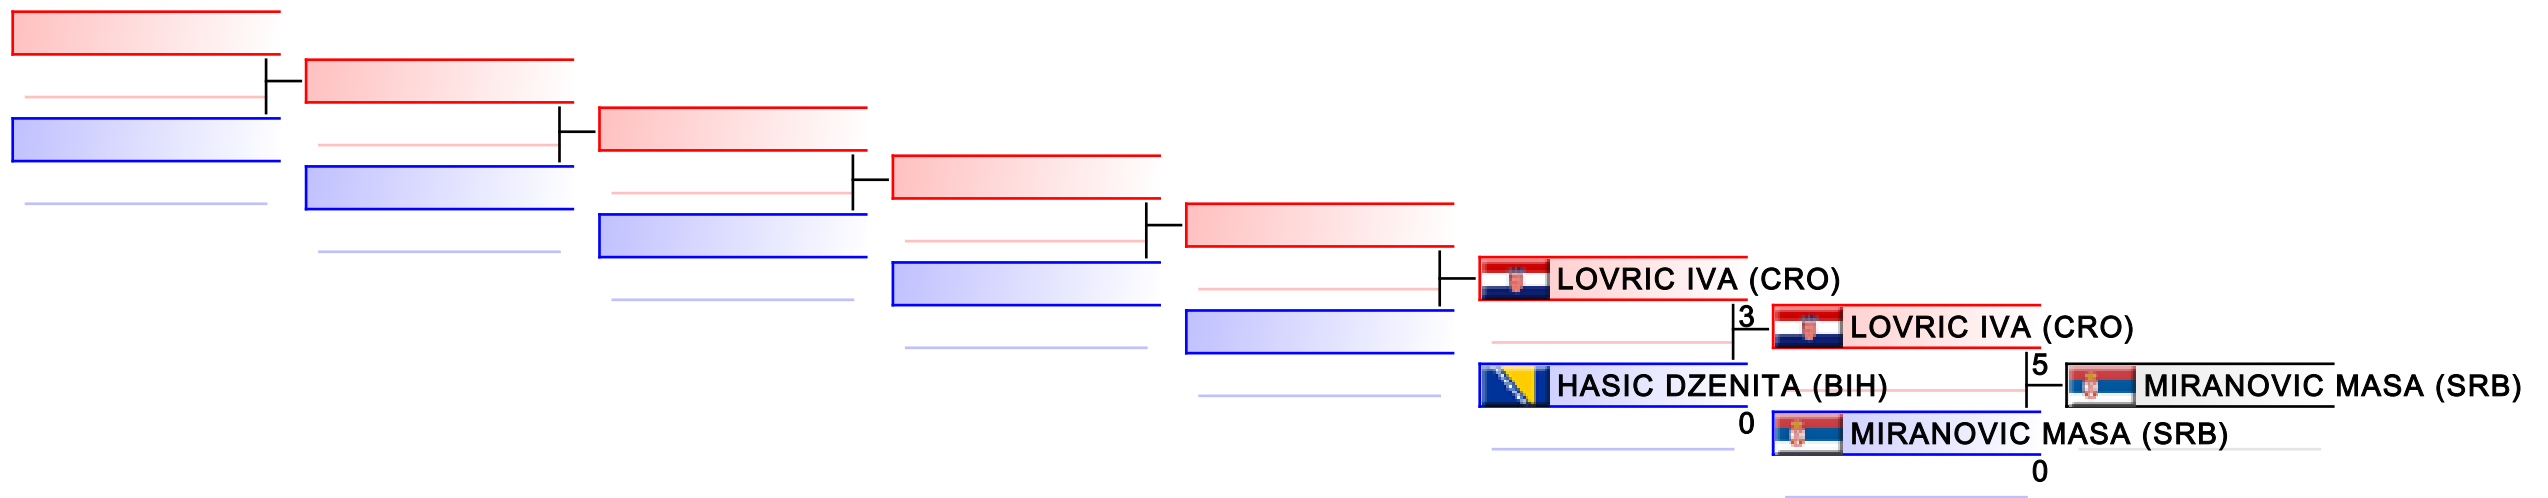 LOVRIC IVA (CRO)
3
LOVRIC IVA (CRO)
5
HASIC DZENITA (BIH)
MIRANOVIC MASA (SRB)
0
MIRANOVIC MASA (SRB)
0